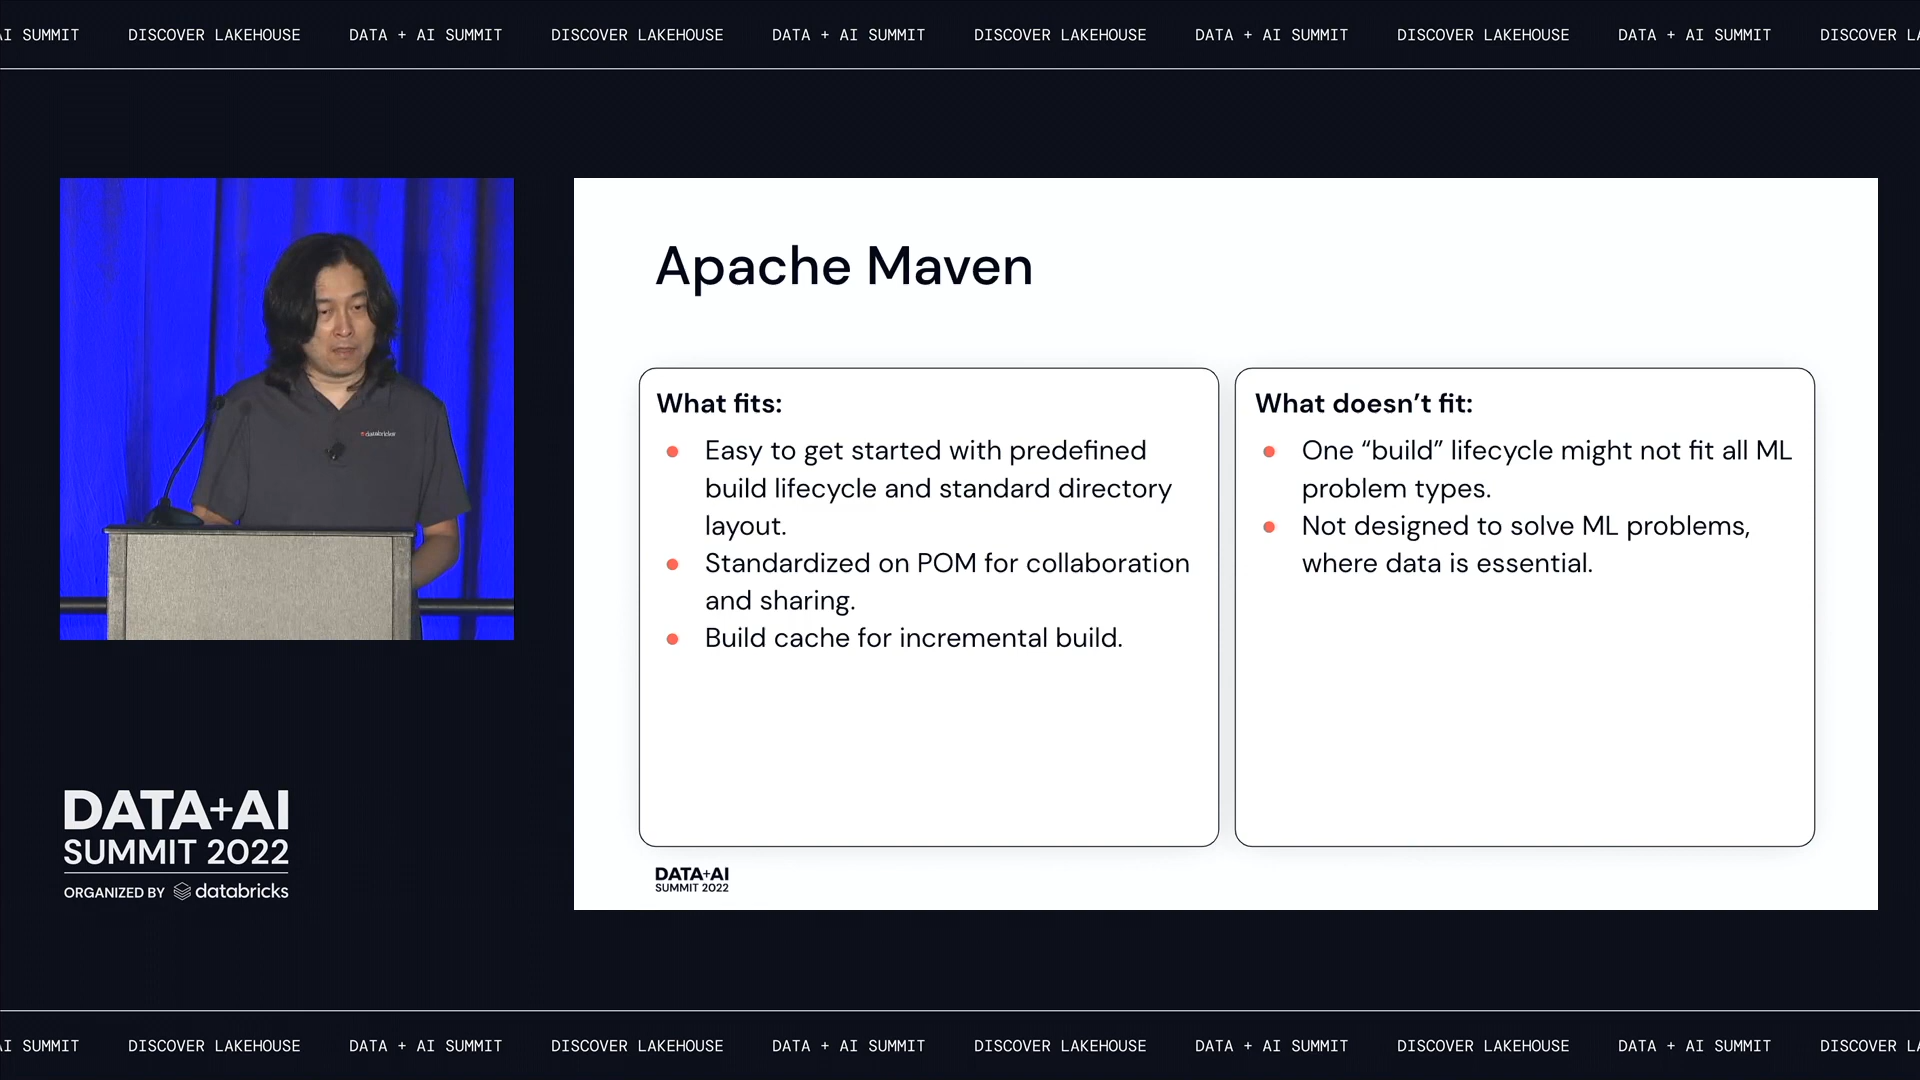 AI SUMMIT DISCOVER LAKEHOUSE DATA + AI SUMMIT DISCOVER LAKEHOUSE DATA + AI SUMMIT DISCOVER LAKEHOUSE DATA + AI SUMMIT DISCOVER LAKEHOUSE DATA + AI SUMMIT DISCOVER LA
databricks
DATA+AI
SUMMIT 2022
ORGANIZED BY databricks
Apache Maven
What fits:
• Easy to get started with predefined
build lifecycle and standard directory
layout.
• Standardized on POM for collaboration
and sharing.
• Build cache for incremental build.
What doesn’t fit:
• One “build” lifecycle might not fit all ML
problem types.
• Not designed to solve ML problems,
where data is essential.
DATA+AI
SUMMIT 2022
AI SUMMIT DISCOVER LAKEHOUSE DATA + AI SUMMIT DISCOVER LAKEHOUSE DATA + AI SUMMIT DISCOVER LAKEHOUSE DATA + AI SUMMIT DISCOVER LAKEHOUSE DATA + AI SUMMIT DISCOVER LA